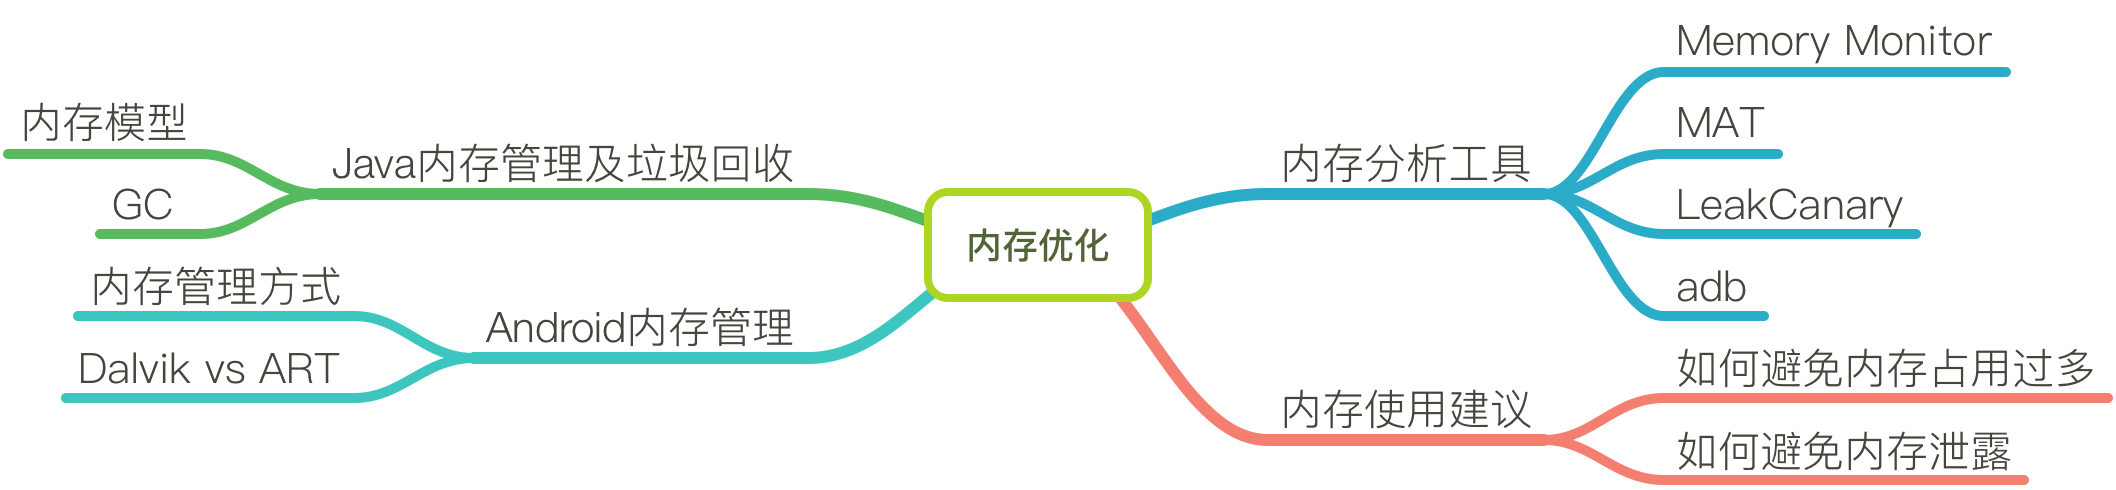 内存优化
Java内存管理及垃圾回收
内存模型
GC
Android内存管理
内存管理方式
Dalvik vs ART
内存分析工具
Memory Monitor
MAT
LeakCanary
adb
内存使用建议
如何避免内存占用过多
如何避免内存泄露